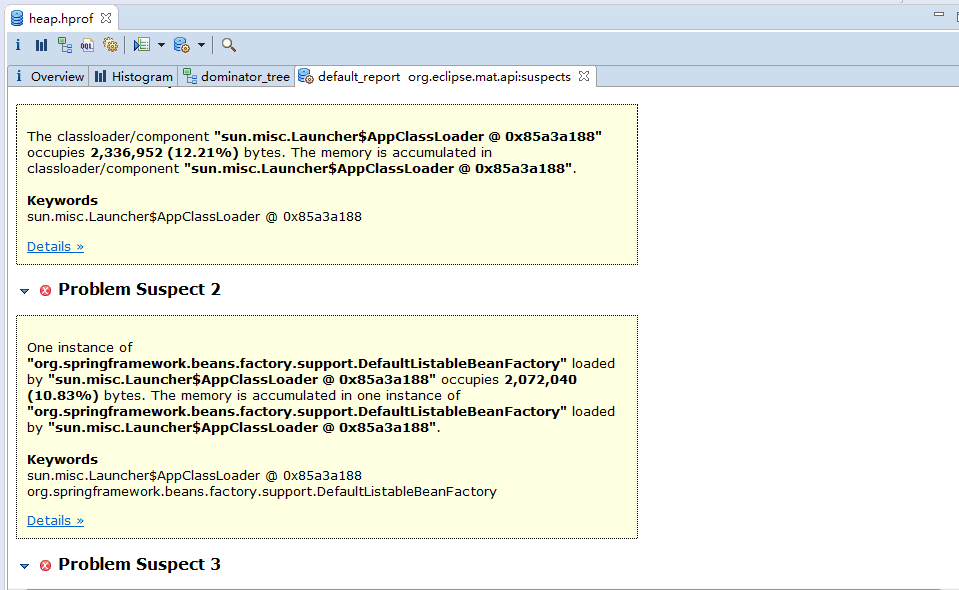 heap.hprof
OQL
i Overview Histogram dominator_tree default_report org.eclipse.mat.api:suspects
The classloader/component "sun.misc.Launcher$AppClassLoader @ 0x85a3a188"
occupies 2,336,952 (12.21%) bytes. The memory is accumulated in
classloader/component "sun.misc.Launcher$AppClassLoader @ 0x85a3a188".
Keywords
sun.misc.Launcher$AppClassLoader @ 0x85a3a188
Details »
Problem Suspect 2
One instance of
"org.springframework.beans.factory.support.DefaultListableBeanFactory" loaded
by "sun.misc.Launcher$AppClassLoader @ 0x85a3a188" occupies 2,072,040
(10.83%) bytes. The memory is accumulated in one instance of
"org.springframework.beans.factory.support.DefaultListableBeanFactory" loaded
by "sun.misc.Launcher$AppClassLoader @ 0x85a3a188".
Keywords
sun.misc.Launcher$AppClassLoader @ 0x85a3a188
org.springframework.beans.factory.support.DefaultListableBeanFactory
Details »
Problem Suspect 3